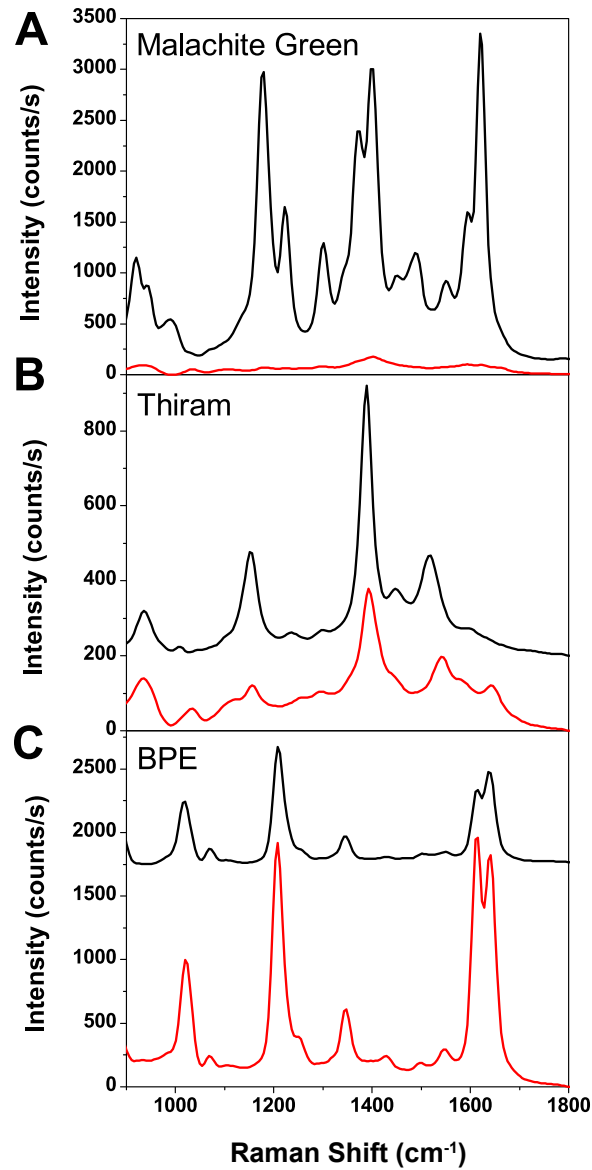 A
Malachite Green
3500
3000
2500
2000
1500
1000
500
0
Intensity (counts/s)
B
Thiram
800
600
400
200
0
Intensity (counts/s)
C
BPE
2500
2000
1500
1000
500
0
Intensity (counts/s)
1000 1200 1400 1600 1800
Raman Shift (cm⁻¹)